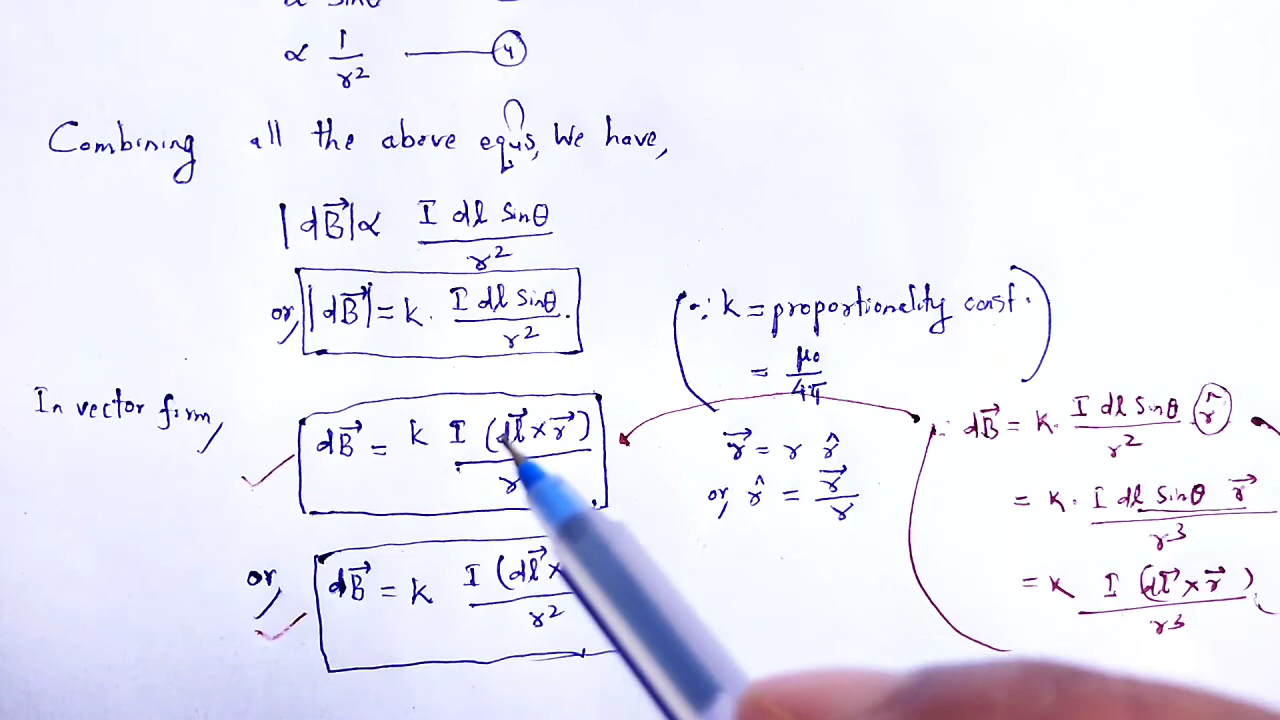 ∝ sinθ
∝ 1/r² —— ④
Combining all the above equⁿs, We have,
|dB⃗| ∝ I dl sinθ / r²
or, |dB⃗| = k. I dl sinθ / r².
∵ k = proportionality const.
= μ₀/4π
In vector form,
dB⃗ = k I (dl⃗ × r⃗) / r
r⃗ = r r̂
or, r̂ = r⃗/r
∵ dB⃗ = k. I dl sinθ / r² r̂
= k. I dl sinθ r⃗ / r³
= k I (dl⃗ × r⃗) / r³
or, dB⃗ = k I (dl⃗ × / r²